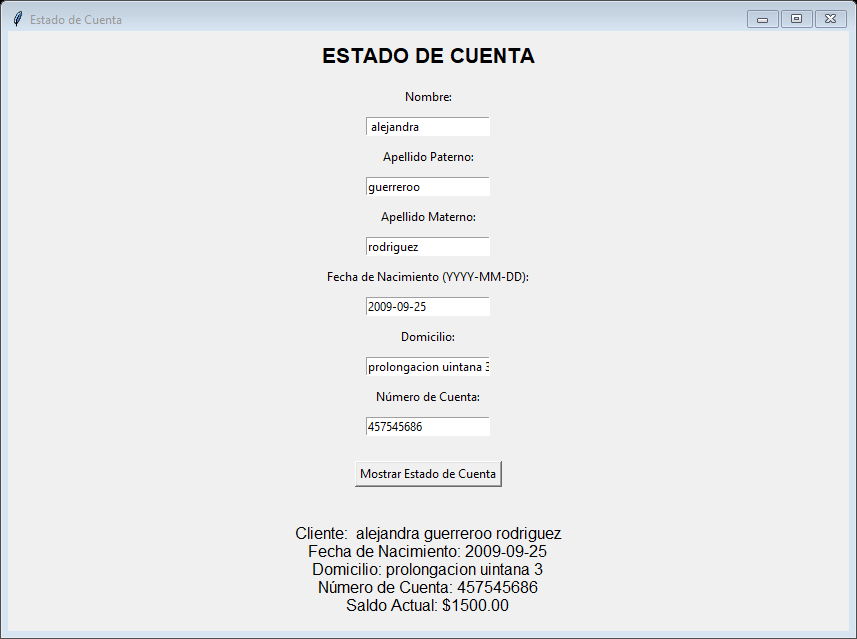 Estado de Cuenta
ESTADO DE CUENTA
Nombre:
alejandra
Apellido Paterno:
guerreroo
Apellido Materno:
rodriguez
Fecha de Nacimiento (YYYY-MM-DD):
2009-09-25
Domicilio:
prolongacion uintana 3
Número de Cuenta:
457545686
Mostrar Estado de Cuenta
Cliente:  alejandra guerreroo rodriguez
Fecha de Nacimiento: 2009-09-25
Domicilio: prolongacion uintana 3
Número de Cuenta: 457545686
Saldo Actual: $1500.00